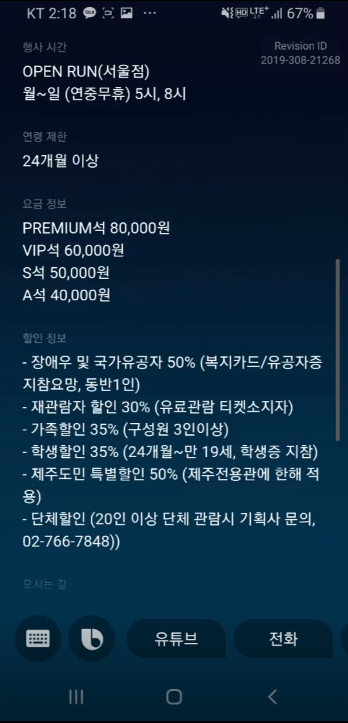 KT 2:18
HD LTE+ 67%
행사 시간
Revision ID
2019-308-21268
OPEN RUN(서울점)
월~일 (연중무휴) 5시, 8시
연령 제한
24개월 이상
요금 정보
PREMIUM석 80,000원
VIP석 60,000원
S석 50,000원
A석 40,000원
할인 정보
- 장애우 및 국가유공자 50% (복지카드/유공자증
지참요망, 동반1인)
- 재관람자 할인 30% (유료관람 티켓소지자)
- 가족할인 35% (구성원 3인이상)
- 학생할인 35% (24개월~만 19세, 학생증 지참)
- 제주도민 특별할인 50% (제주전용관에 한해 적
용)
- 단체할인 (20인 이상 단체 관람시 기획사 문의,
02-766-7848))
오시는 길
유튜브
전화